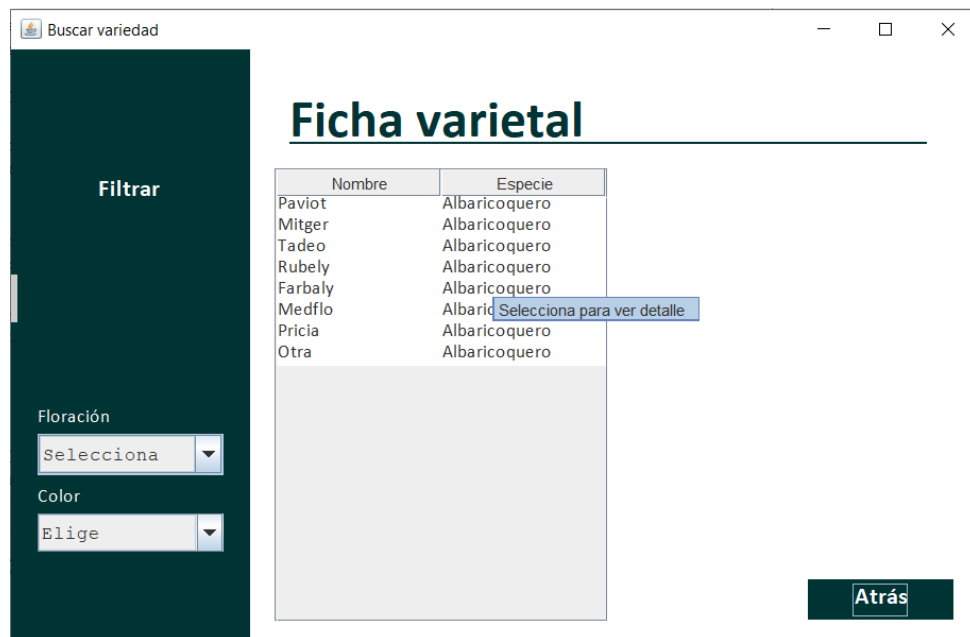 Buscar variedad
Ficha varietal
Filtrar
Nombre Especie
Paviot Albaricoquero
Mitger Albaricoquero
Tadeo Albaricoquero
Rubely Albaricoquero
Farbaly Albaricoquero
Medflo Albaric
Selecciona para ver detalle
Pricia Albaricoquero
Otra Albaricoquero
Floración
Selecciona
Color
Elige
Atrás